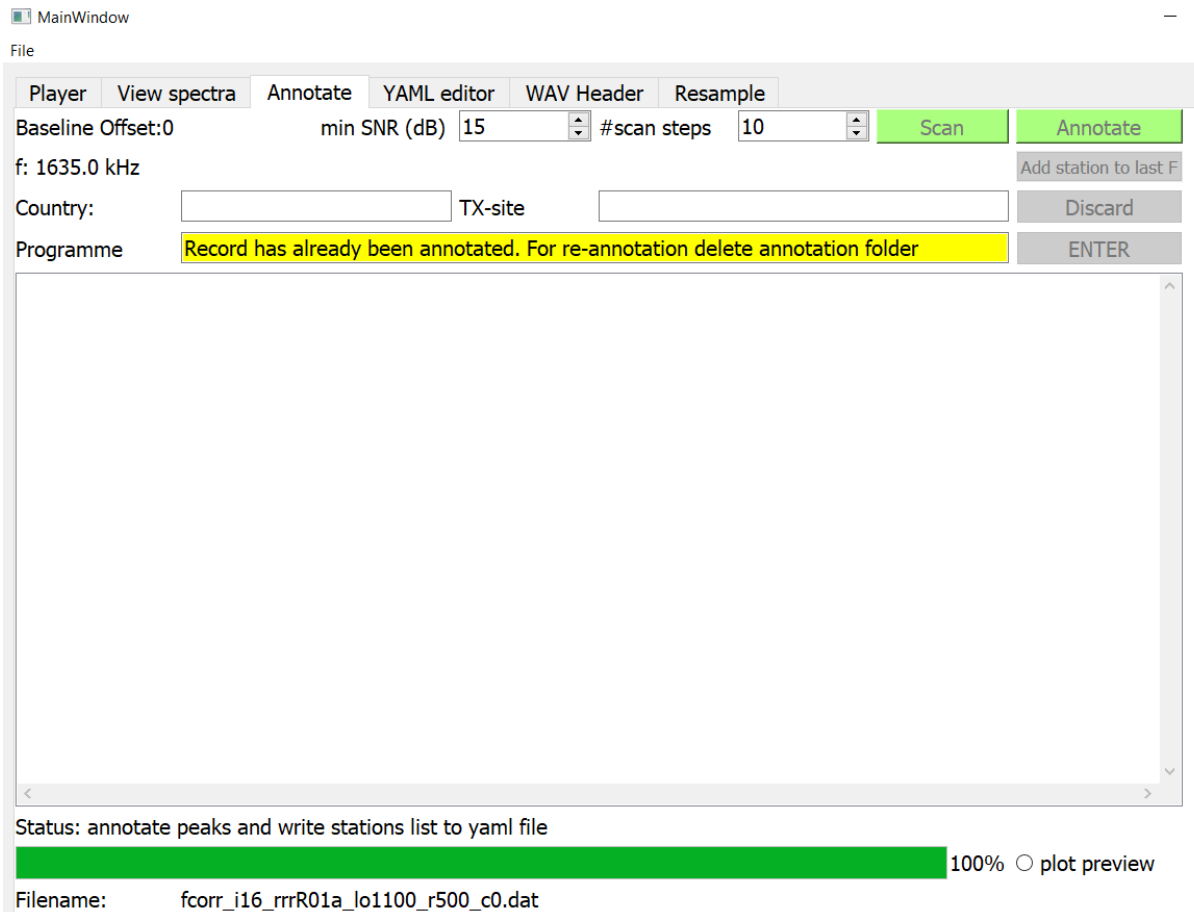 MainWindow
File
Player View spectra Annotate YAML editor WAV Header Resample
Baseline Offset:0 min SNR (dB) 15 #scan steps 10 Scan Annotate
f: 1635.0 kHz Add station to last F
Country: TX-site Discard
Programme Record has already been annotated. For re-annotation delete annotation folder ENTER
Status: annotate peaks and write stations list to yaml file
100% plot preview
Filename: fcorr_i16_rrrR01a_lo1100_r500_c0.dat